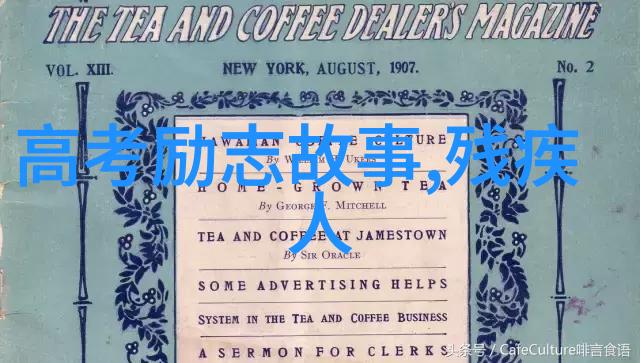 THE TEA AND COFFEE DEALER'S MAGAZINE
VOL. XIII. NEW YORK, AUGUST, 1907. No. 2
高考励志故事,残疾
人
CULTURE
By
HOME-GROWN TEA
By GEORGE F. MITCHELL
TEA AND COFFEE AT JAMESTOWN
By SIR ORACLE
SOME ADVERTISING HELPS
SYSTEM IN THE TEA AND COFFEE BUSINESS
A SERMON FOR CLERKS
头条号 / CafeCulture啡言食语